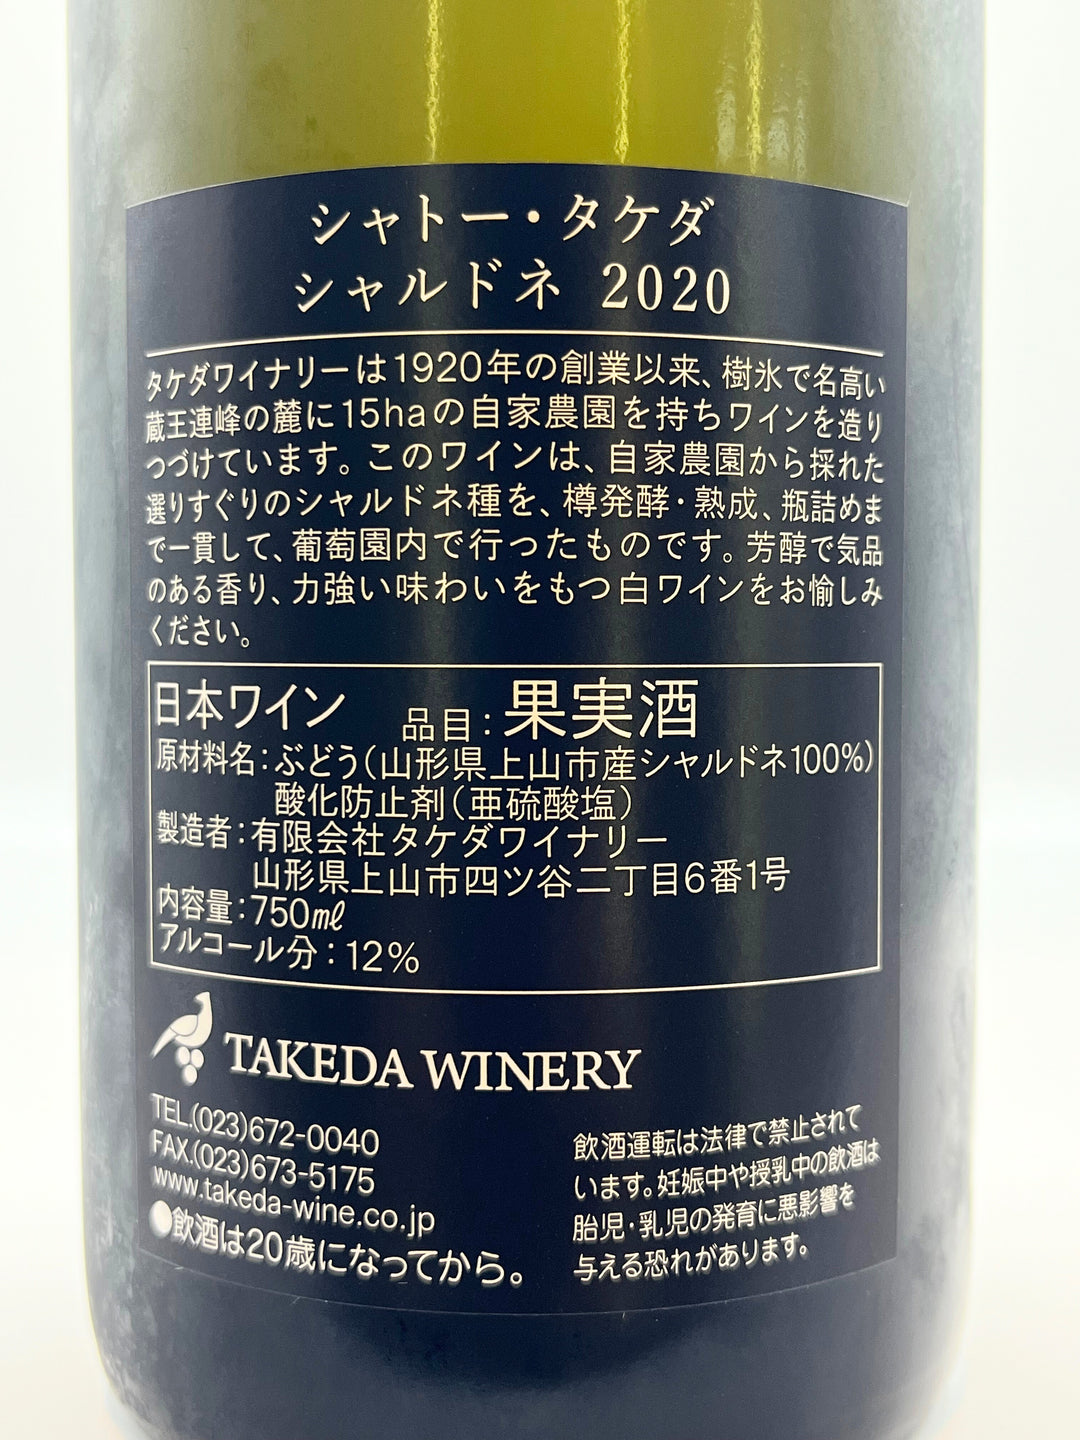 シャトー・タケダ
シャルドネ 2020
タケダワイナリーは1920年の創業以来、樹氷で名高い
蔵王連峰の麓に15haの自家農園を持ちワインを造り
つづけています。このワインは、自家農園から採れた
選りすぐりのシャルドネ種を、樽発酵・熟成、瓶詰めま
で一貫して、葡萄園内で行ったものです。芳醇で気品
のある香り、力強い味わいをもつ白ワインをお愉しみ
ください。
日本ワイン 品目：果実酒
原材料名：ぶどう（山形県上山市産シャルドネ100%）
酸化防止剤（亜硫酸塩）
製造者：有限会社タケダワイナリー
山形県上山市四ツ谷二丁目6番1号
内容量：750㎖
アルコール分：12%
TAKEDA WINERY
TEL.(023)672-0040
FAX.(023)673-5175
www.takeda-wine.co.jp
●飲酒は20歳になってから。
飲酒運転は法律で禁止されて
います。妊娠中や授乳中の飲酒は
胎児・乳児の発育に悪影響を
与える恐れがあります。